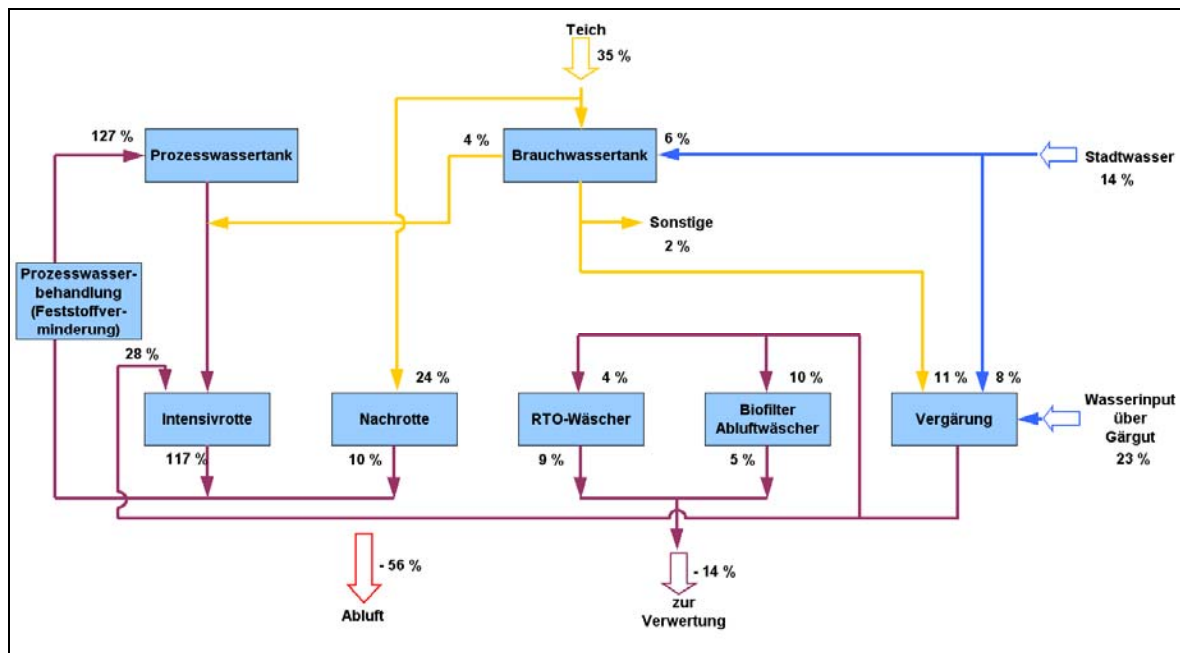 Teich
35 %
127 %
Prozesswassertank
4 %
Brauchwassertank
6 %
Stadtwasser
14 %
Sonstige
2 %
Prozesswasser-
behandlung
(Feststoffver-
minderung)
28 %
24 %
4 %
10 %
11 %
8 %
Intensivrotte
Nachrotte
RTO-Wäscher
Biofilter
Abluftwäscher
Vergärung
Wasserinput
über
Gärgut
23 %
117 %
10 %
9 %
5 %
- 56 %
Abluft
- 14 %
zur
Verwertung